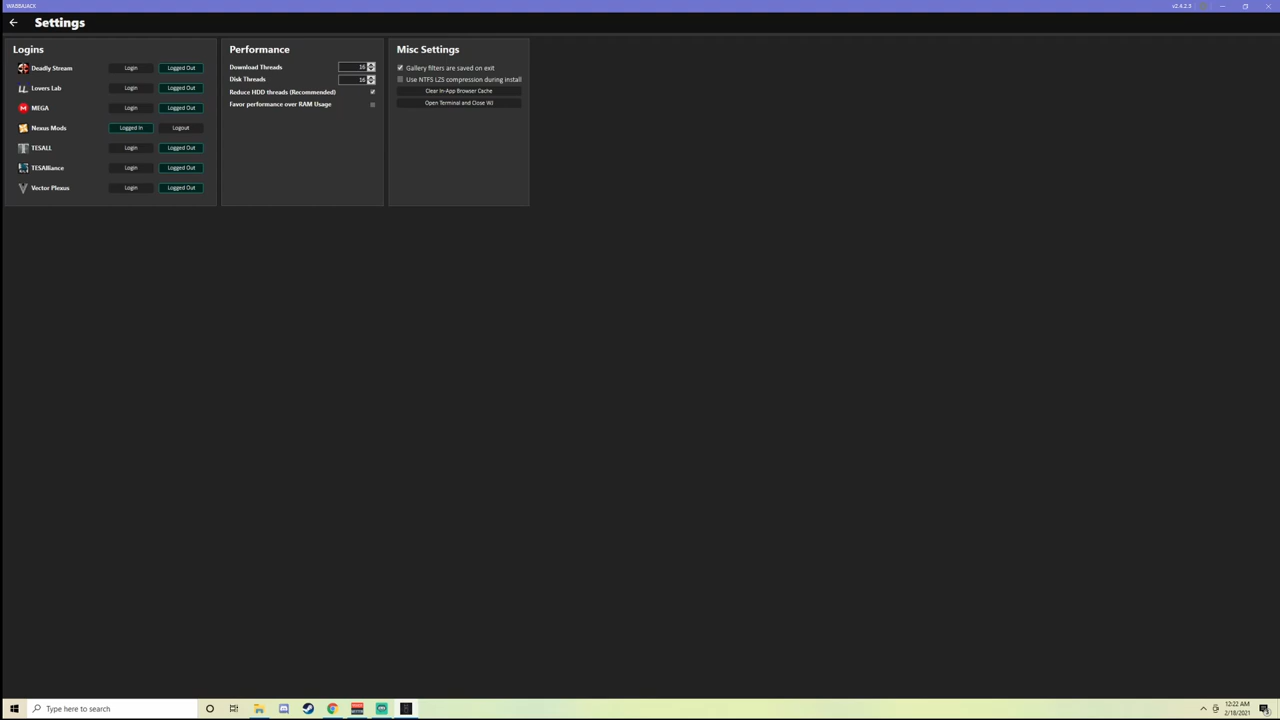 WABBAJACK
v2.4.2.3
Settings
Logins
Deadly Stream
Login
Logged Out
Lovers Lab
Login
Logged Out
MEGA
Login
Logged Out
Nexus Mods
Logged In
Logout
TESALL
Login
Logged Out
TESAlliance
Login
Logged Out
Vector Plexus
Login
Logged Out
Performance
Download Threads
16
Disk Threads
16
Reduce HDD threads (Recommended)
Favor performance over RAM Usage
Misc Settings
Gallery filters are saved on exit
Use NTFS LZS compression during install
Clear In-App Browser Cache
Open Terminal and Close WJ
Type here to search
12:22 AM
2/18/2021